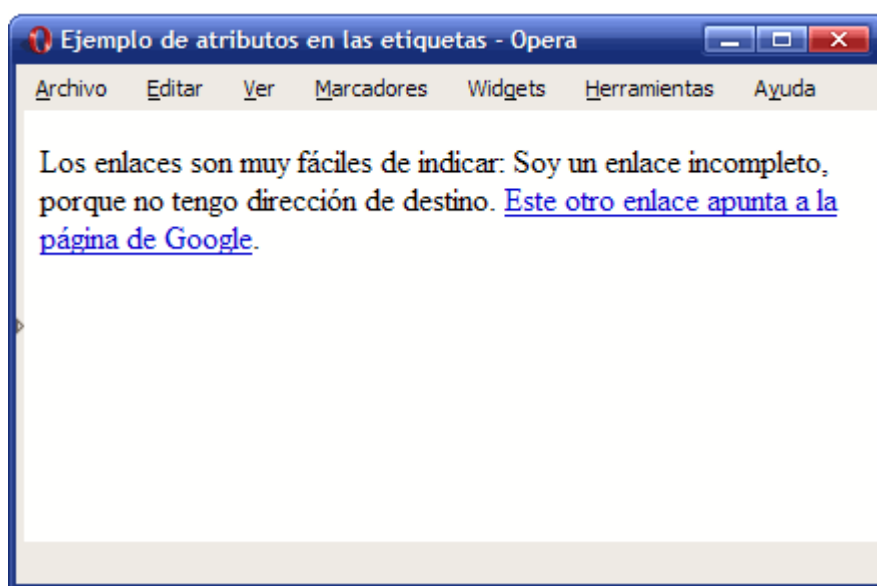 Ejemplo de atributos en las etiquetas - Opera
Archivo Editar Ver Marcadores Widgets Herramientas Ayuda
Los enlaces son muy fáciles de indicar: Soy un enlace incompleto,
porque no tengo dirección de destino. Este otro enlace apunta a la
página de Google.